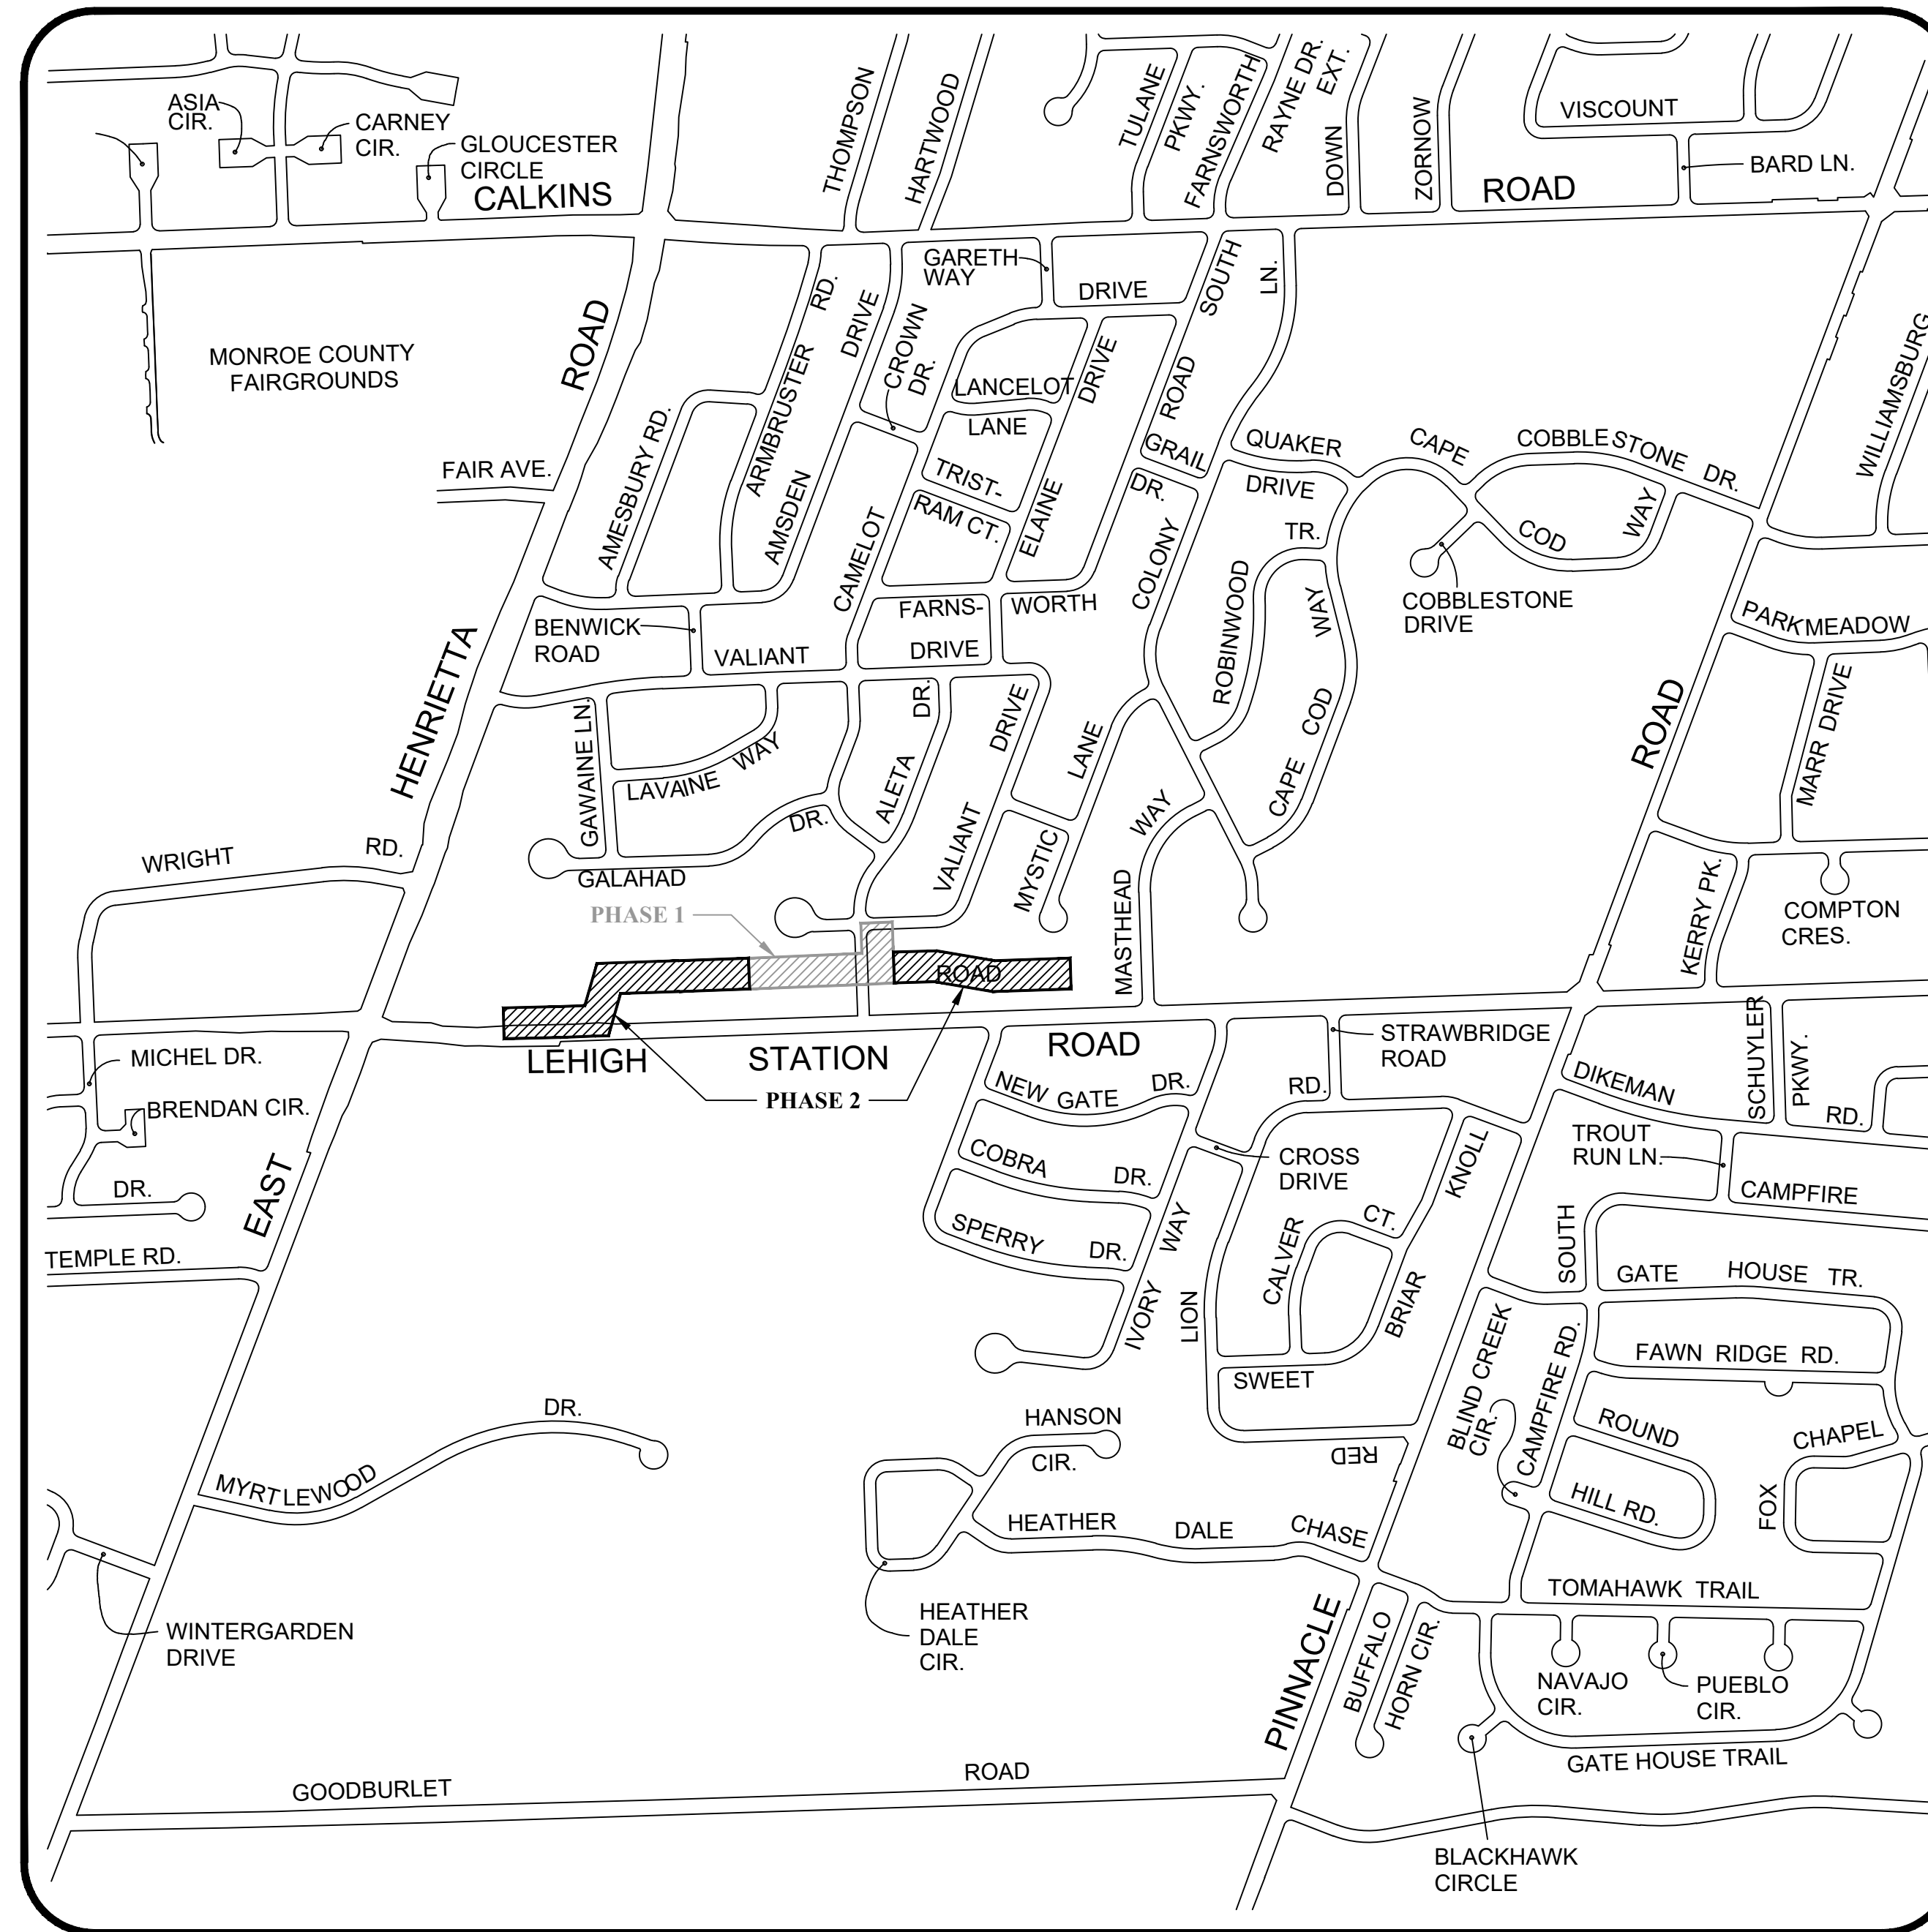 THOMPSON
HARTWOOD
TULANE
PKWY.
FARNSWORTH
RAYNE DR.
EXT.
DOWN
ZORNOW
VISCOUNT
BARD LN.
ASIA
CIR.
CARNEY
CIR.
GLOUCESTER
CIRCLE
CALKINS
ROAD
MONROE COUNTY
FAIRGROUNDS
ROAD
FAIR AVE.
AMESBURY RD.
ARMBRUSTER
RD.
AMSDEN
DRIVE
CROWN
DR.
GARETH
WAY
DRIVE
LANCELOT
LANE
TRIST-
RAM CT.
ELAINE
DRIVE
CAMELOT
SOUTH
ROAD
LN.
GRAIL
DR.
QUAKER
DRIVE
TR.
CAPE
COBBLESTONE DR.
COD
WAY
COBBLESTONE
DRIVE
WILLIAMSBURG
PARKMEADOW
MARR DRIVE
COLONY
ROBINWOOD
WAY
COD
CAPE
BENWICK
ROAD
VALIANT
DRIVE
FARNS-
WORTH
HENRIETTA
GAWAINE LN.
LAVAINE WAY
DR.
GALAHAD
ALETA
DR.
VALIANT
DRIVE
LANE
MYSTIC
WAY
MASTHEAD
ROAD
KERRY PK.
COMPTON
CRES.
WRIGHT RD.
PHASE 1
ROAD
LEHIGH STATION ROAD
PHASE 2
MICHEL DR.
BRENDAN CIR.
DR.
TEMPLE RD.
EAST
NEW GATE DR.
COBRA DR.
SPERRY DR.
IVORY
WAY
STRAWBRIDGE
ROAD
RD.
CROSS
DRIVE
LION
CALVER
CT.
KNOLL
BRIAR
SWEET
RED
DIKEMAN
RD.
SCHUYLER
PKWY.
TROUT
RUN LN.
CAMPFIRE
SOUTH
GATE HOUSE TR.
FAWN RIDGE RD.
BLIND CREEK
CIR.
CAMPFIRE RD.
ROUND
HILL RD.
CHAPEL
FOX
MYRTLEWOOD DR.
HANSON
CIR.
HEATHER DALE CHASE
HEATHER
DALE
CIR.
WINTERGARDEN
DRIVE
TOMAHAWK TRAIL
PINNACLE
BUFFALO
HORN CIR.
NAVAJO
CIR.
PUEBLO
CIR.
GATE HOUSE TRAIL
GOODBURLET ROAD
BLACKHAWK
CIRCLE